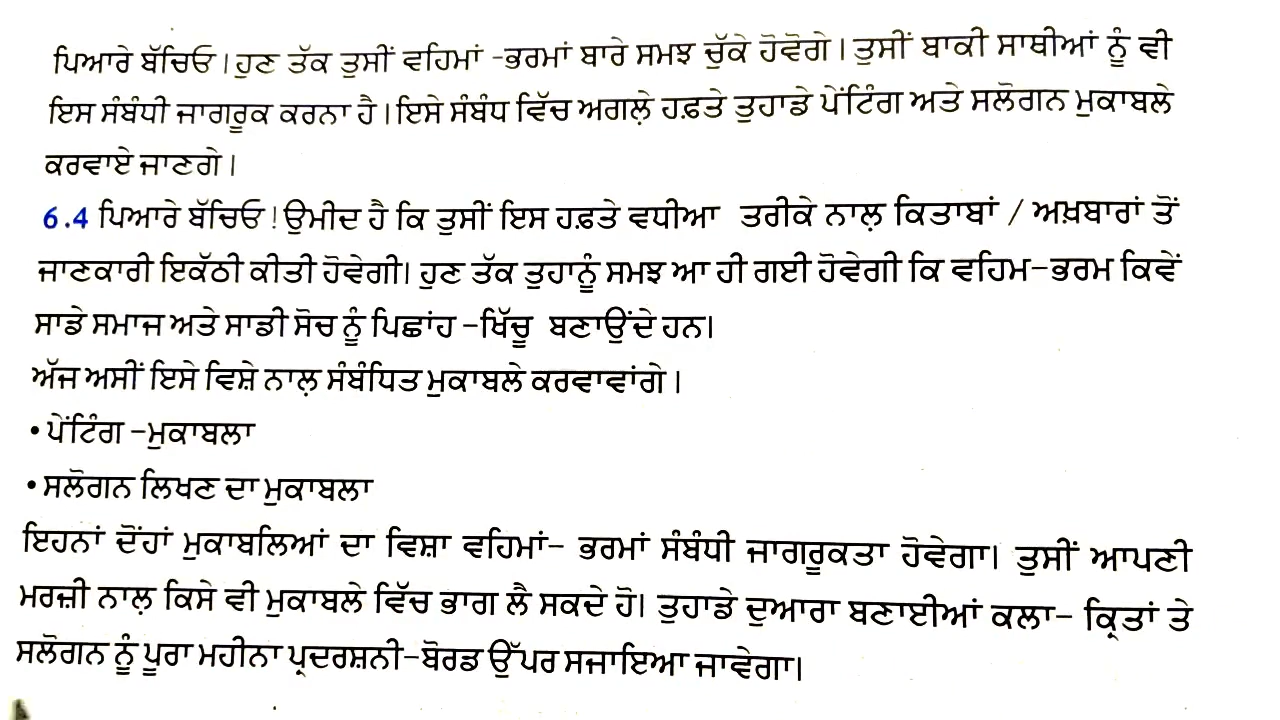 ਪਿਆਰੇ ਬੱਚਿਓ। ਹੁਣ ਤੱਕ ਤੁਸੀਂ ਵਹਿਮਾਂ -ਭਰਮਾਂ ਬਾਰੇ ਸਮਝ ਚੁੱਕੇ ਹੋਵੋਗੇ। ਤੁਸੀਂ ਬਾਕੀ ਸਾਥੀਆਂ ਨੂੰ ਵੀ
ਇਸ ਸੰਬੰਧੀ ਜਾਗਰੂਕ ਕਰਨਾ ਹੈ। ਇਸੇ ਸੰਬੰਧ ਵਿੱਚ ਅਗਲ਼ੇ ਹਫ਼ਤੇ ਤੁਹਾਡੇ ਪੇਂਟਿੰਗ ਅਤੇ ਸਲੋਗਨ ਮੁਕਾਬਲੇ
ਕਰਵਾਏ ਜਾਣਗੇ।
6.4 ਪਿਆਰੇ ਬੱਚਿਓ! ਉਮੀਦ ਹੈ ਕਿ ਤੁਸੀਂ ਇਸ ਹਫ਼ਤੇ ਵਧੀਆ ਤਰੀਕੇ ਨਾਲ਼ ਕਿਤਾਬਾਂ / ਅਖ਼ਬਾਰਾਂ ਤੋਂ
ਜਾਣਕਾਰੀ ਇਕੱਠੀ ਕੀਤੀ ਹੋਵੇਗੀ। ਹੁਣ ਤੱਕ ਤੁਹਾਨੂੰ ਸਮਝ ਆ ਹੀ ਗਈ ਹੋਵੇਗੀ ਕਿ ਵਹਿਮ-ਭਰਮ ਕਿਵੇਂ
ਸਾਡੇ ਸਮਾਜ ਅਤੇ ਸਾਡੀ ਸੋਚ ਨੂੰ ਪਿਛਾਂਹ -ਖਿੱਚੂ ਬਣਾਉਂਦੇ ਹਨ।
ਅੱਜ ਅਸੀਂ ਇਸੇ ਵਿਸ਼ੇ ਨਾਲ਼ ਸੰਬੰਧਿਤ ਮੁਕਾਬਲੇ ਕਰਵਾਵਾਂਗੇ।
• ਪੇਂਟਿੰਗ -ਮੁਕਾਬਲਾ
• ਸਲੋਗਨ ਲਿਖਣ ਦਾ ਮੁਕਾਬਲਾ
ਇਹਨਾਂ ਦੋਂਹਾਂ ਮੁਕਾਬਲਿਆਂ ਦਾ ਵਿਸ਼ਾ ਵਹਿਮਾਂ- ਭਰਮਾਂ ਸੰਬੰਧੀ ਜਾਗਰੂਕਤਾ ਹੋਵੇਗਾ। ਤੁਸੀਂ ਆਪਣੀ
ਮਰਜ਼ੀ ਨਾਲ਼ ਕਿਸੇ ਵੀ ਮੁਕਾਬਲੇ ਵਿੱਚ ਭਾਗ ਲੈ ਸਕਦੇ ਹੋ। ਤੁਹਾਡੇ ਦੁਆਰਾ ਬਣਾਈਆਂ ਕਲਾ- ਕ੍ਰਿਤਾਂ ਤੇ
ਸਲੋਗਨ ਨੂੰ ਪੂਰਾ ਮਹੀਨਾ ਪ੍ਰਦਰਸ਼ਨੀ-ਬੋਰਡ ਉੱਪਰ ਸਜਾਇਆ ਜਾਵੇਗਾ।